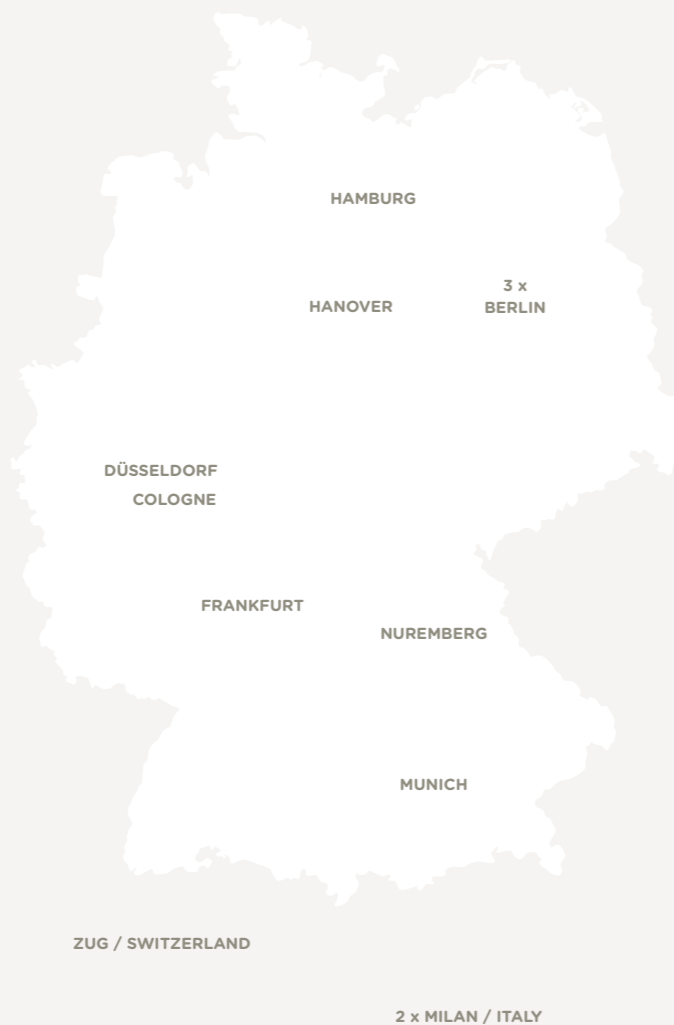 HAMBURG
HANOVER
3 x
BERLIN
DÜSSELDORF
COLOGNE
FRANKFURT
NUREMBERG
MUNICH
ZUG / SWITZERLAND
2 x MILAN / ITALY